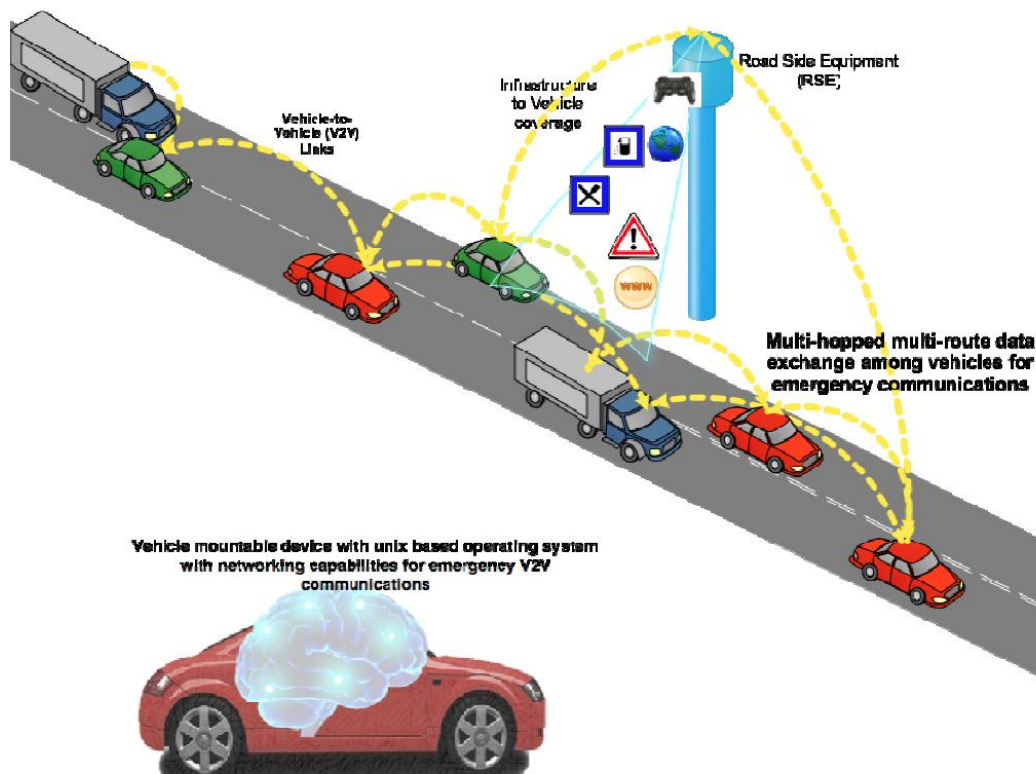 Road Side Equipment
(RSE)
Infrastructure
to Vehicle
coverage
Vehicle-to-
Vehicle (V2V)
Links
www
Multi-hopped multi-route data
exchange among vehicles for
emergency communications
Vehicle mountable device with unix based operating system
with networking capabilities for emergency V2V
communications